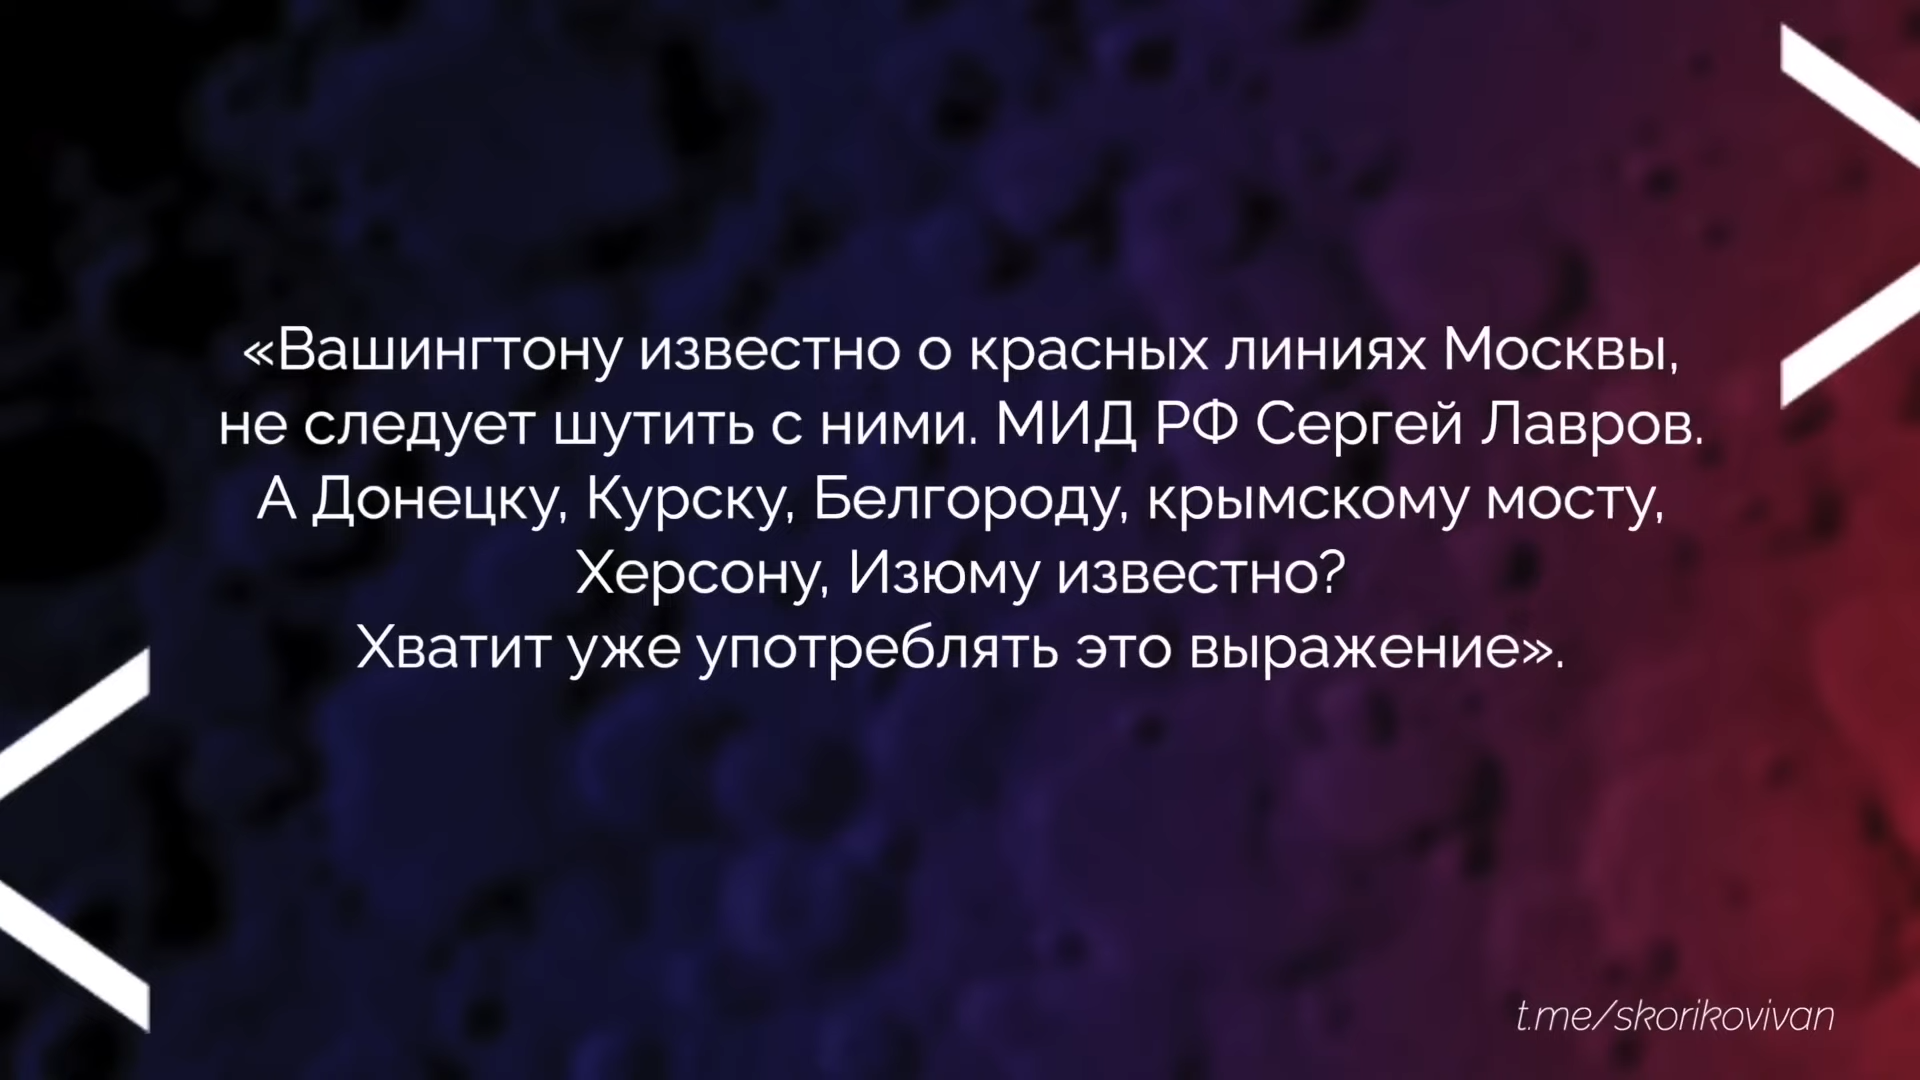 «Вашингтону известно о красных линиях Москвы,
не следует шутить с ними. МИД РФ Сергей Лавров.
А Донецку, Курску, Белгороду, крымскому мосту,
Херсону, Изюму известно?
Хватит уже употреблять это выражение».
t.me/skorikovivan